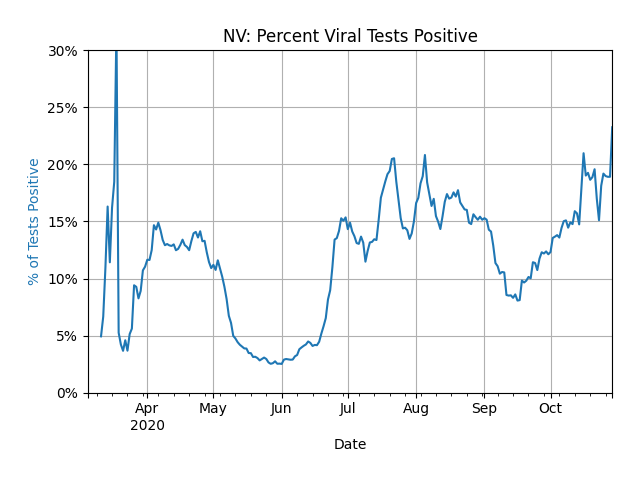 NV: Percent Viral Tests Positive
30%
25%
20%
15%
10%
5%
0%
% of Tests Positive
Apr May Jun Jul Aug Sep Oct
2020
Date